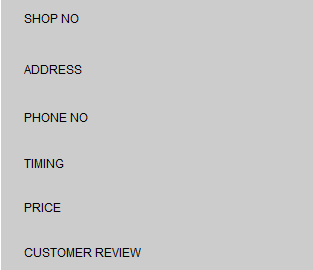 SHOP NO
ADDRESS
PHONE NO
TIMING
PRICE
CUSTOMER REVIEW